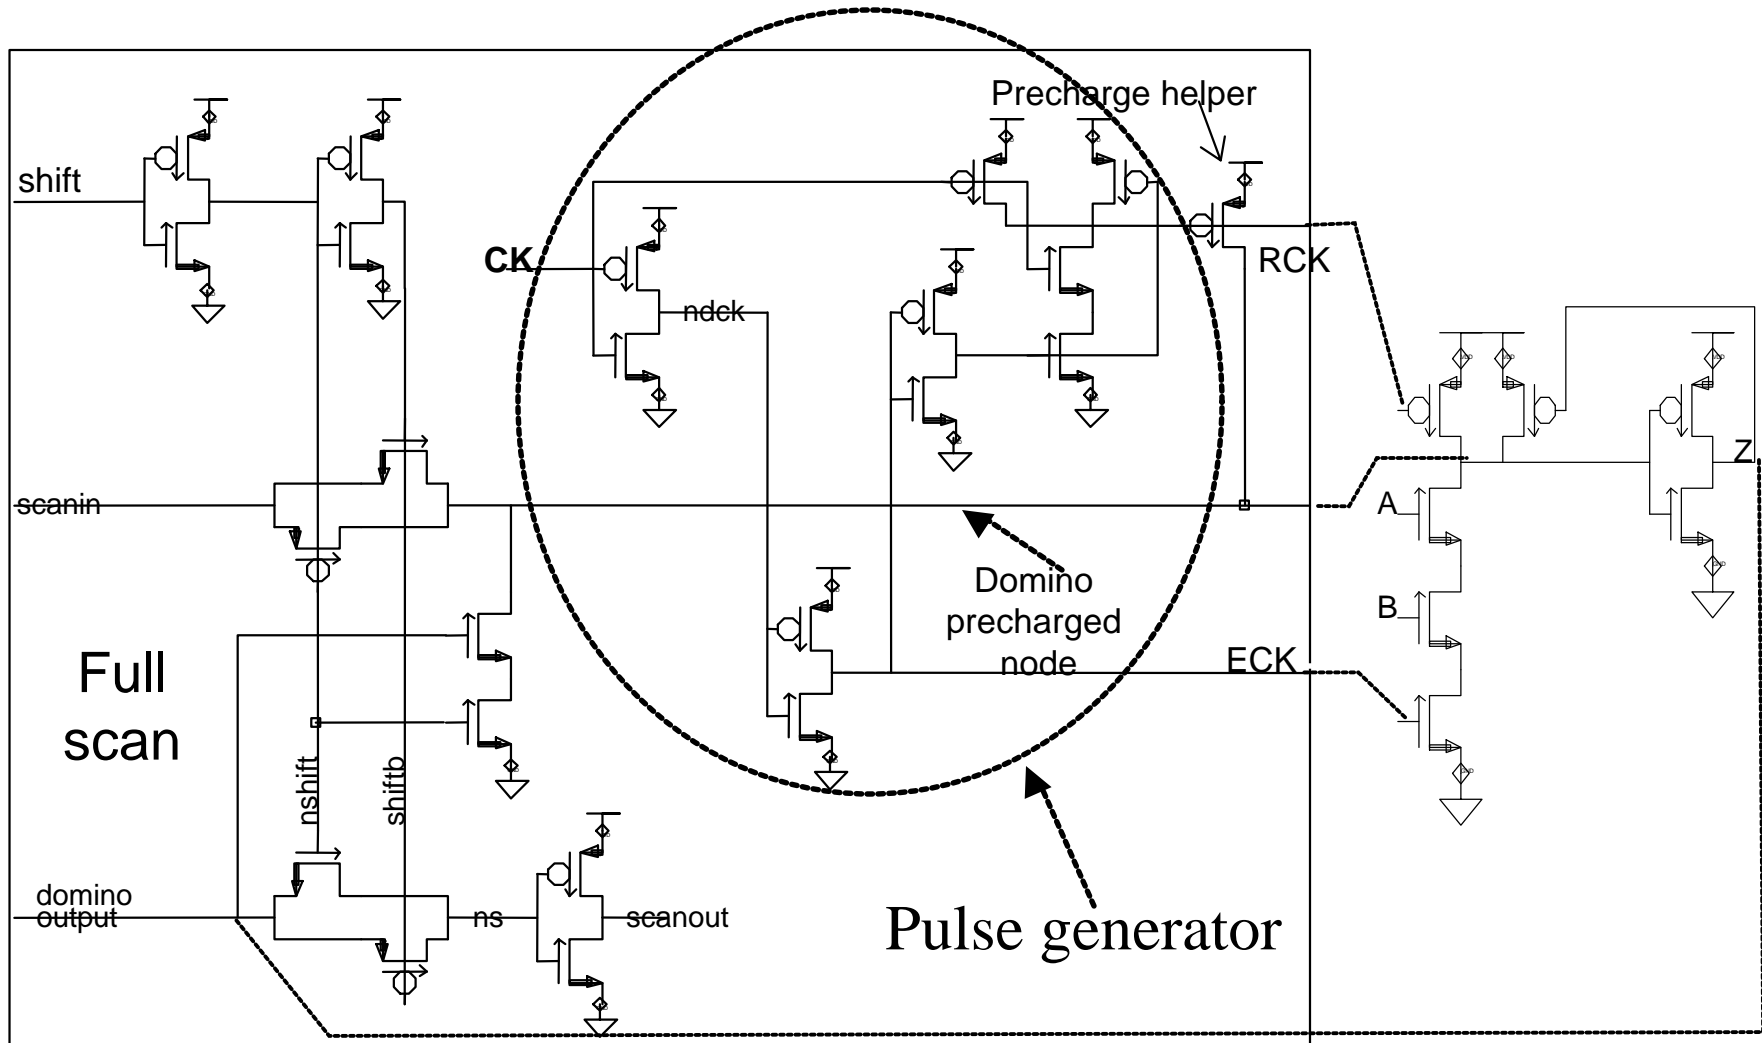 Precharge helper
shift
CK
RCK
ndck
Z
scanin
A
Domino
precharged
node
B
ECK
Full
scan
nshift
shiftb
domino
output
ns
scanout
Pulse generator